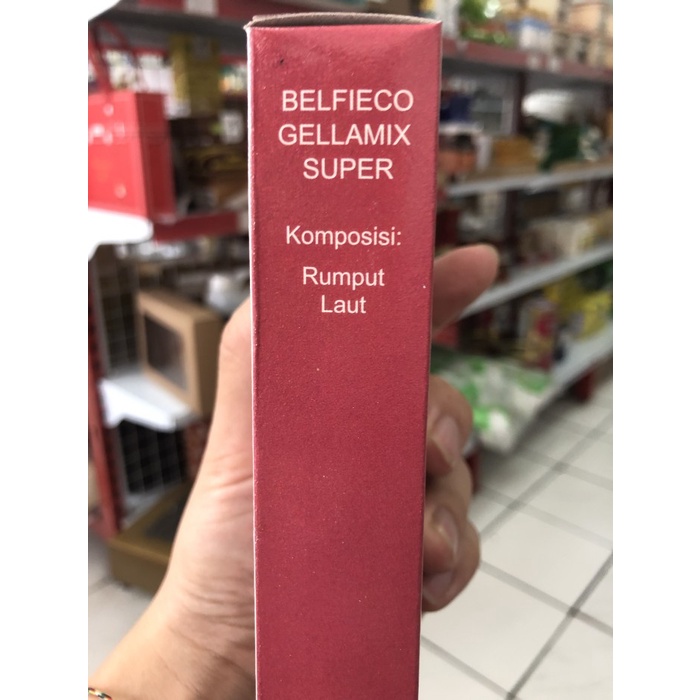 BELFIECO
GELLAMIX
SUPER
Komposisi:
Rumput
Laut